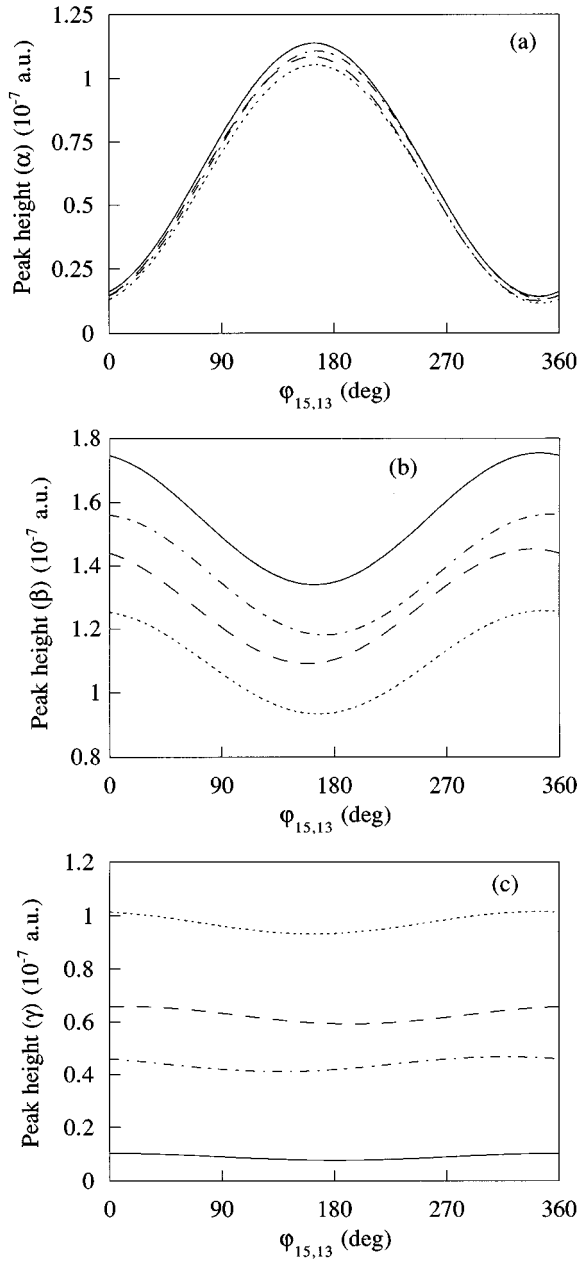 (a)
1.25
1
0.75
0.5
0.25
0
Peak height (α) (10⁻⁷ a.u.)
0 90 180 270 360
φ₁₅,₁₃ (deg)
(b)
1.8
1.6
1.4
1.2
1
0.8
Peak height (β) (10⁻⁷ a.u.)
0 90 180 270 360
φ₁₅,₁₃ (deg)
(c)
1.2
1
0.8
0.6
0.4
0.2
0
Peak height (γ) (10⁻⁷ a.u.)
0 90 180 270 360
φ₁₅,₁₃ (deg)